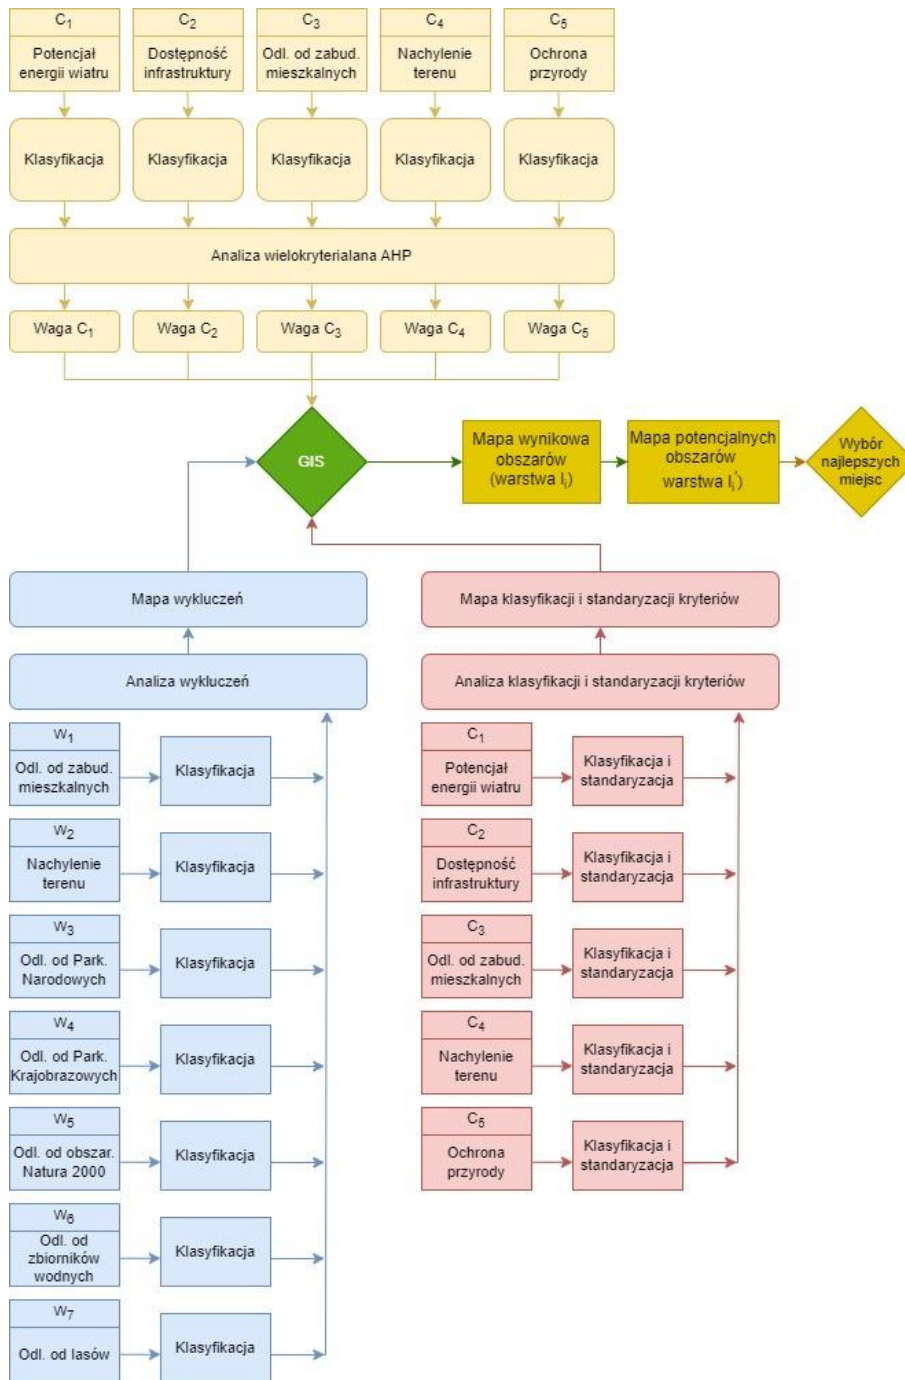 C1
C2
C3
C4
C5
Potencjał
energii wiatru
Dostępność
infrastruktury
Odl. od zabud.
mieszkalnych
Nachylenie
terenu
Ochrona
przyrody
Klasyfikacja
Klasyfikacja
Klasyfikacja
Klasyfikacja
Klasyfikacja
Analiza wielokryterialana AHP
Waga C1
Waga C2
Waga C3
Waga C4
Waga C5
GIS
Mapa wynikowa
obszarów
(warstwa Ii)
Mapa potencjalnych
obszarów
warstwa Ii')
Wybór
najlepszych
miejsc
Mapa wykluczeń
Analiza wykluczeń
W1
Odl. od zabud.
mieszkalnych
Klasyfikacja
W2
Nachylenie
terenu
Klasyfikacja
W3
Odl. od Park.
Narodowych
Klasyfikacja
W4
Odl. od Park.
Krajobrazowych
Klasyfikacja
W5
Odl. od obszar.
Natura 2000
Klasyfikacja
W6
Odl. od
zbiorników
wodnych
Klasyfikacja
W7
Odl. od lasów
Klasyfikacja
Mapa klasyfikacji i standaryzacji kryteriów
Analiza klasyfikacji i standaryzacji kryteriów
C1
Potencjał
energii wiatru
Klasyfikacja i
standaryzacja
C2
Dostępność
infrastruktury
Klasyfikacja i
standaryzacja
C3
Odl. od zabud.
mieszkalnych
Klasyfikacja i
standaryzacja
C4
Nachylenie
terenu
Klasyfikacja i
standaryzacja
C5
Ochrona
przyrody
Klasyfikacja i
standaryzacja